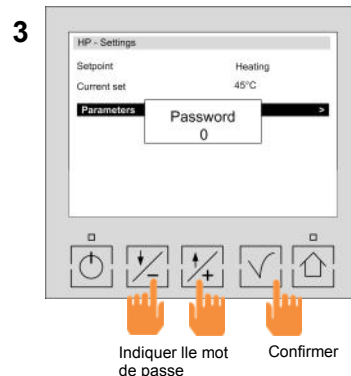 3
HP - Settings
Setpoint Heating
Current set 45°C
Parameters >
Password
0
Indiquer lle mot
de passe
Confirmer